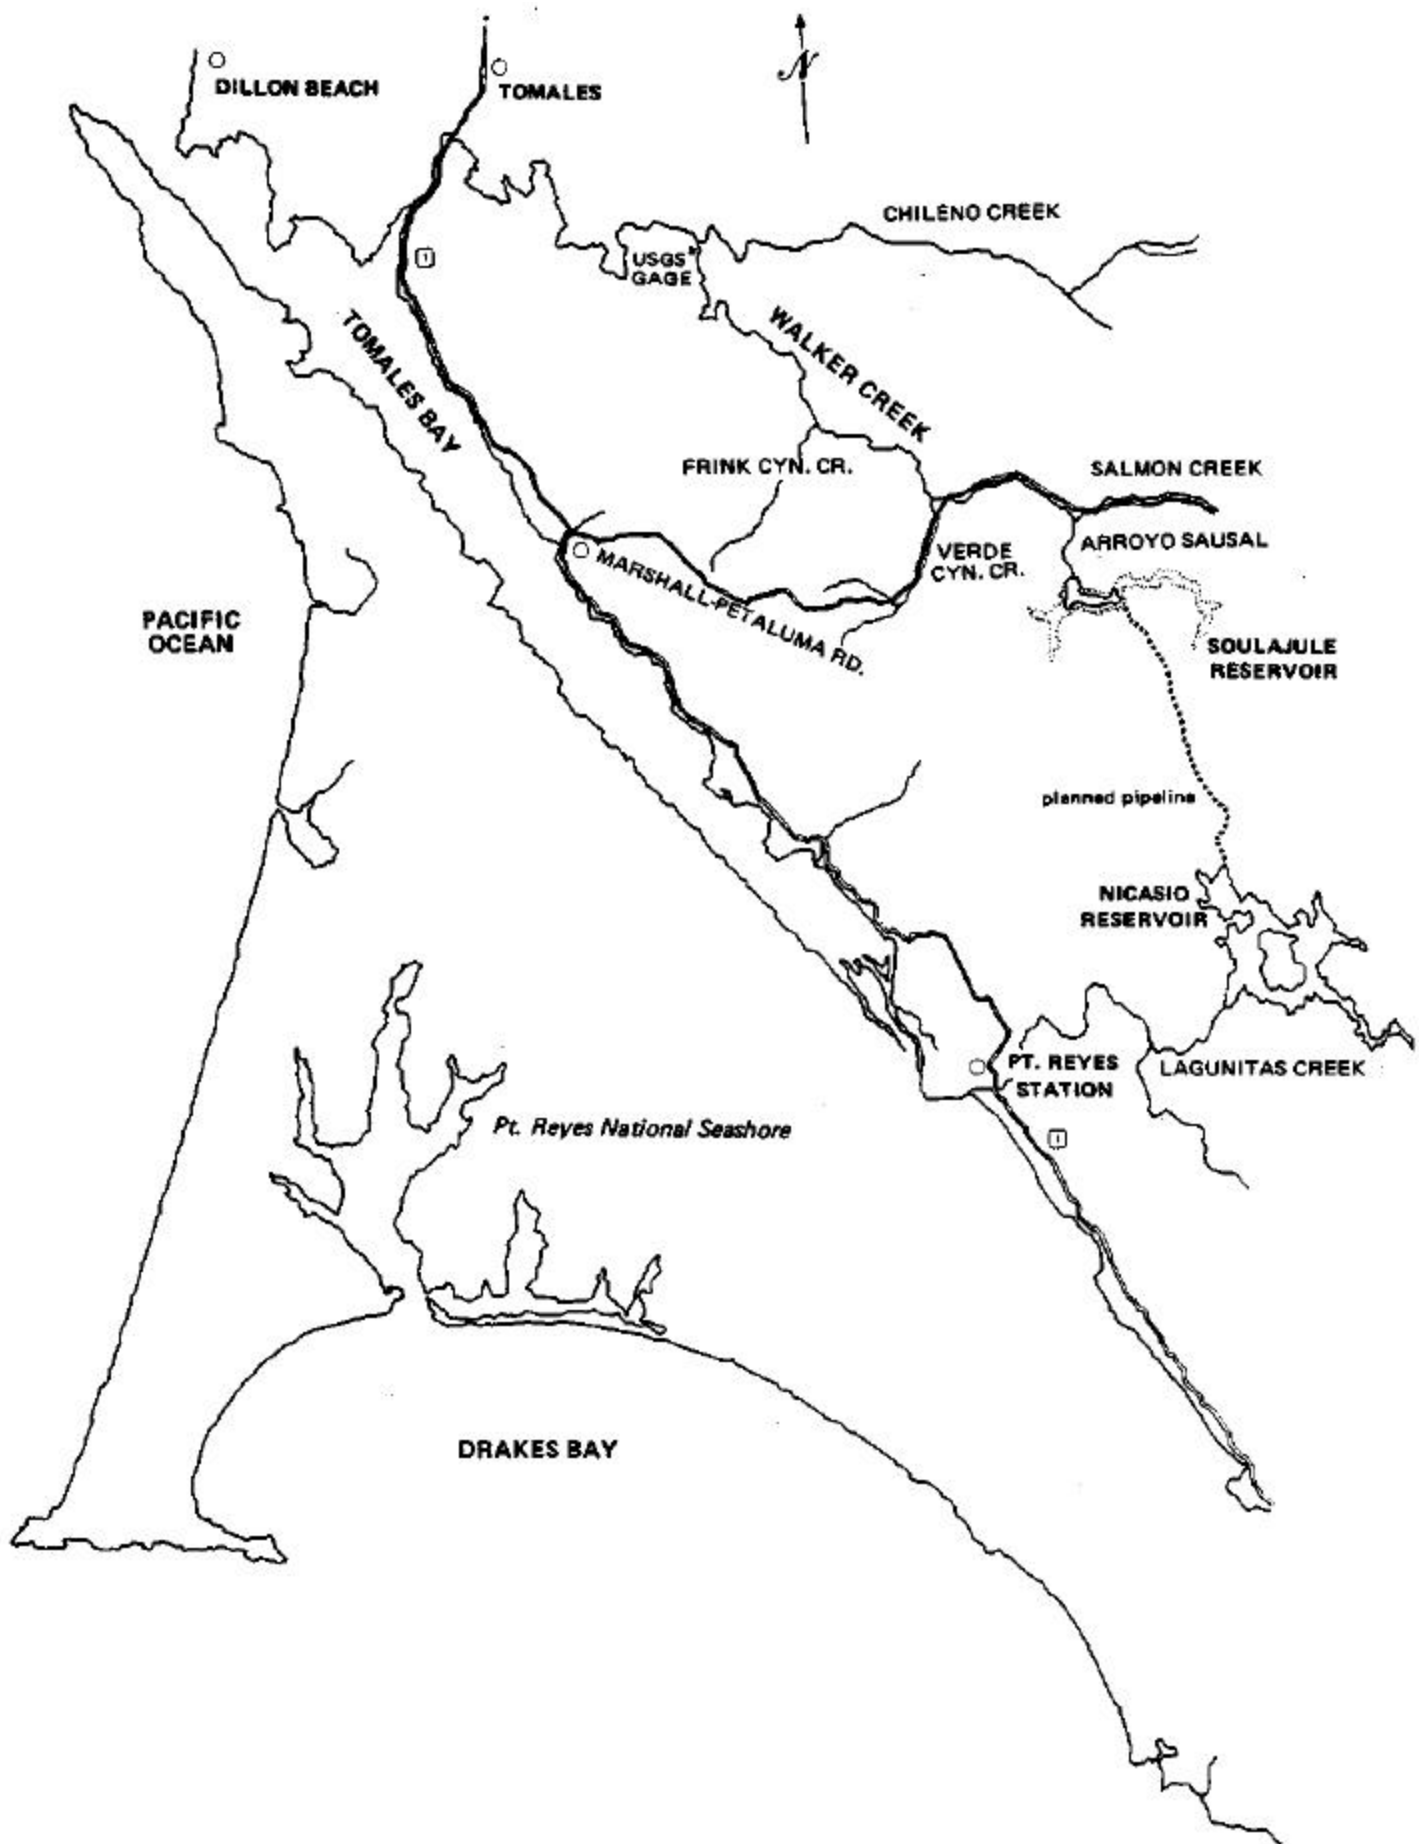 N
DILLON BEACH
TOMALES
CHILENO CREEK
USGS
GAGE
1
WALKER CREEK
TOMALES BAY
FRINK CYN. CR.
SALMON CREEK
ARROYO SAUSAL
VERDE
CYN. CR.
MARSHALL-PETALUMA RD.
PACIFIC
OCEAN
SOULAJULE
RESERVOIR
planned pipeline
NICASIO
RESERVOIR
PT. REYES
STATION
LAGUNITAS CREEK
1
Pt. Reyes National Seashore
DRAKES BAY